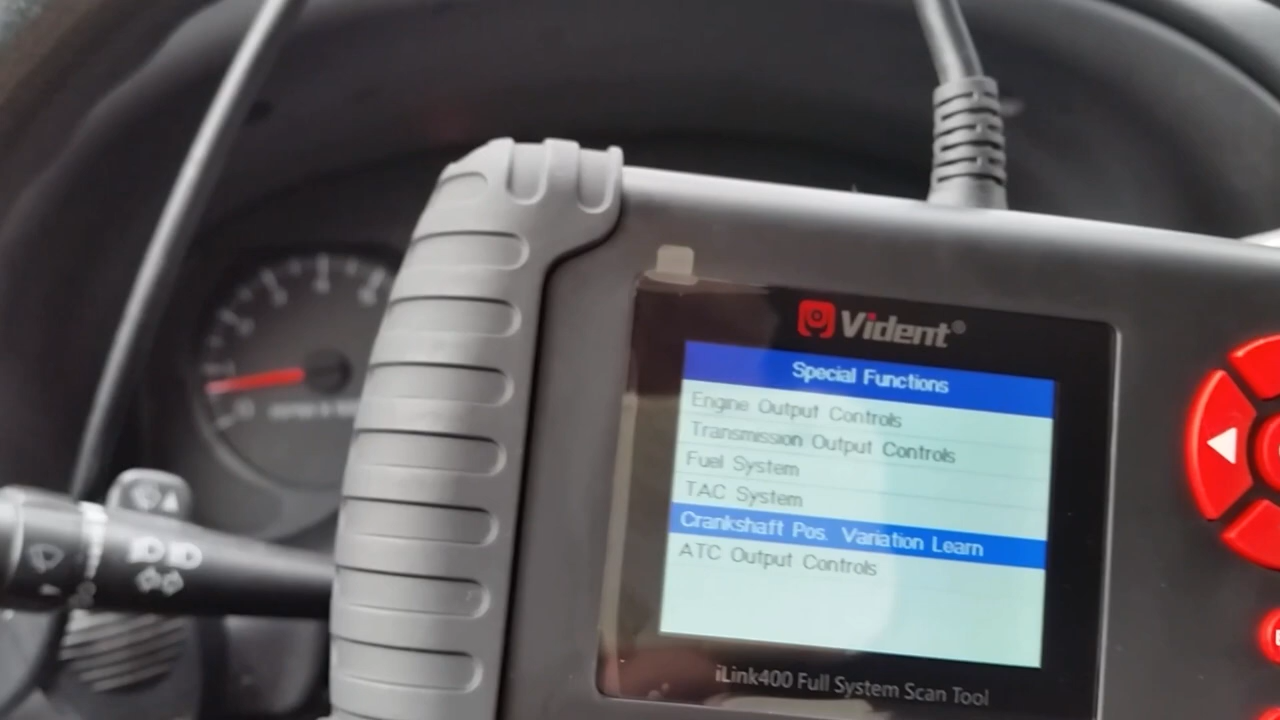 Vident®
Special Functions
Engine Output Controls
Transmission Output Controls
Fuel System
TAC System
Crankshaft Pos. Variation Learn
ATC Output Controls
iLink400 Full System Scan Tool